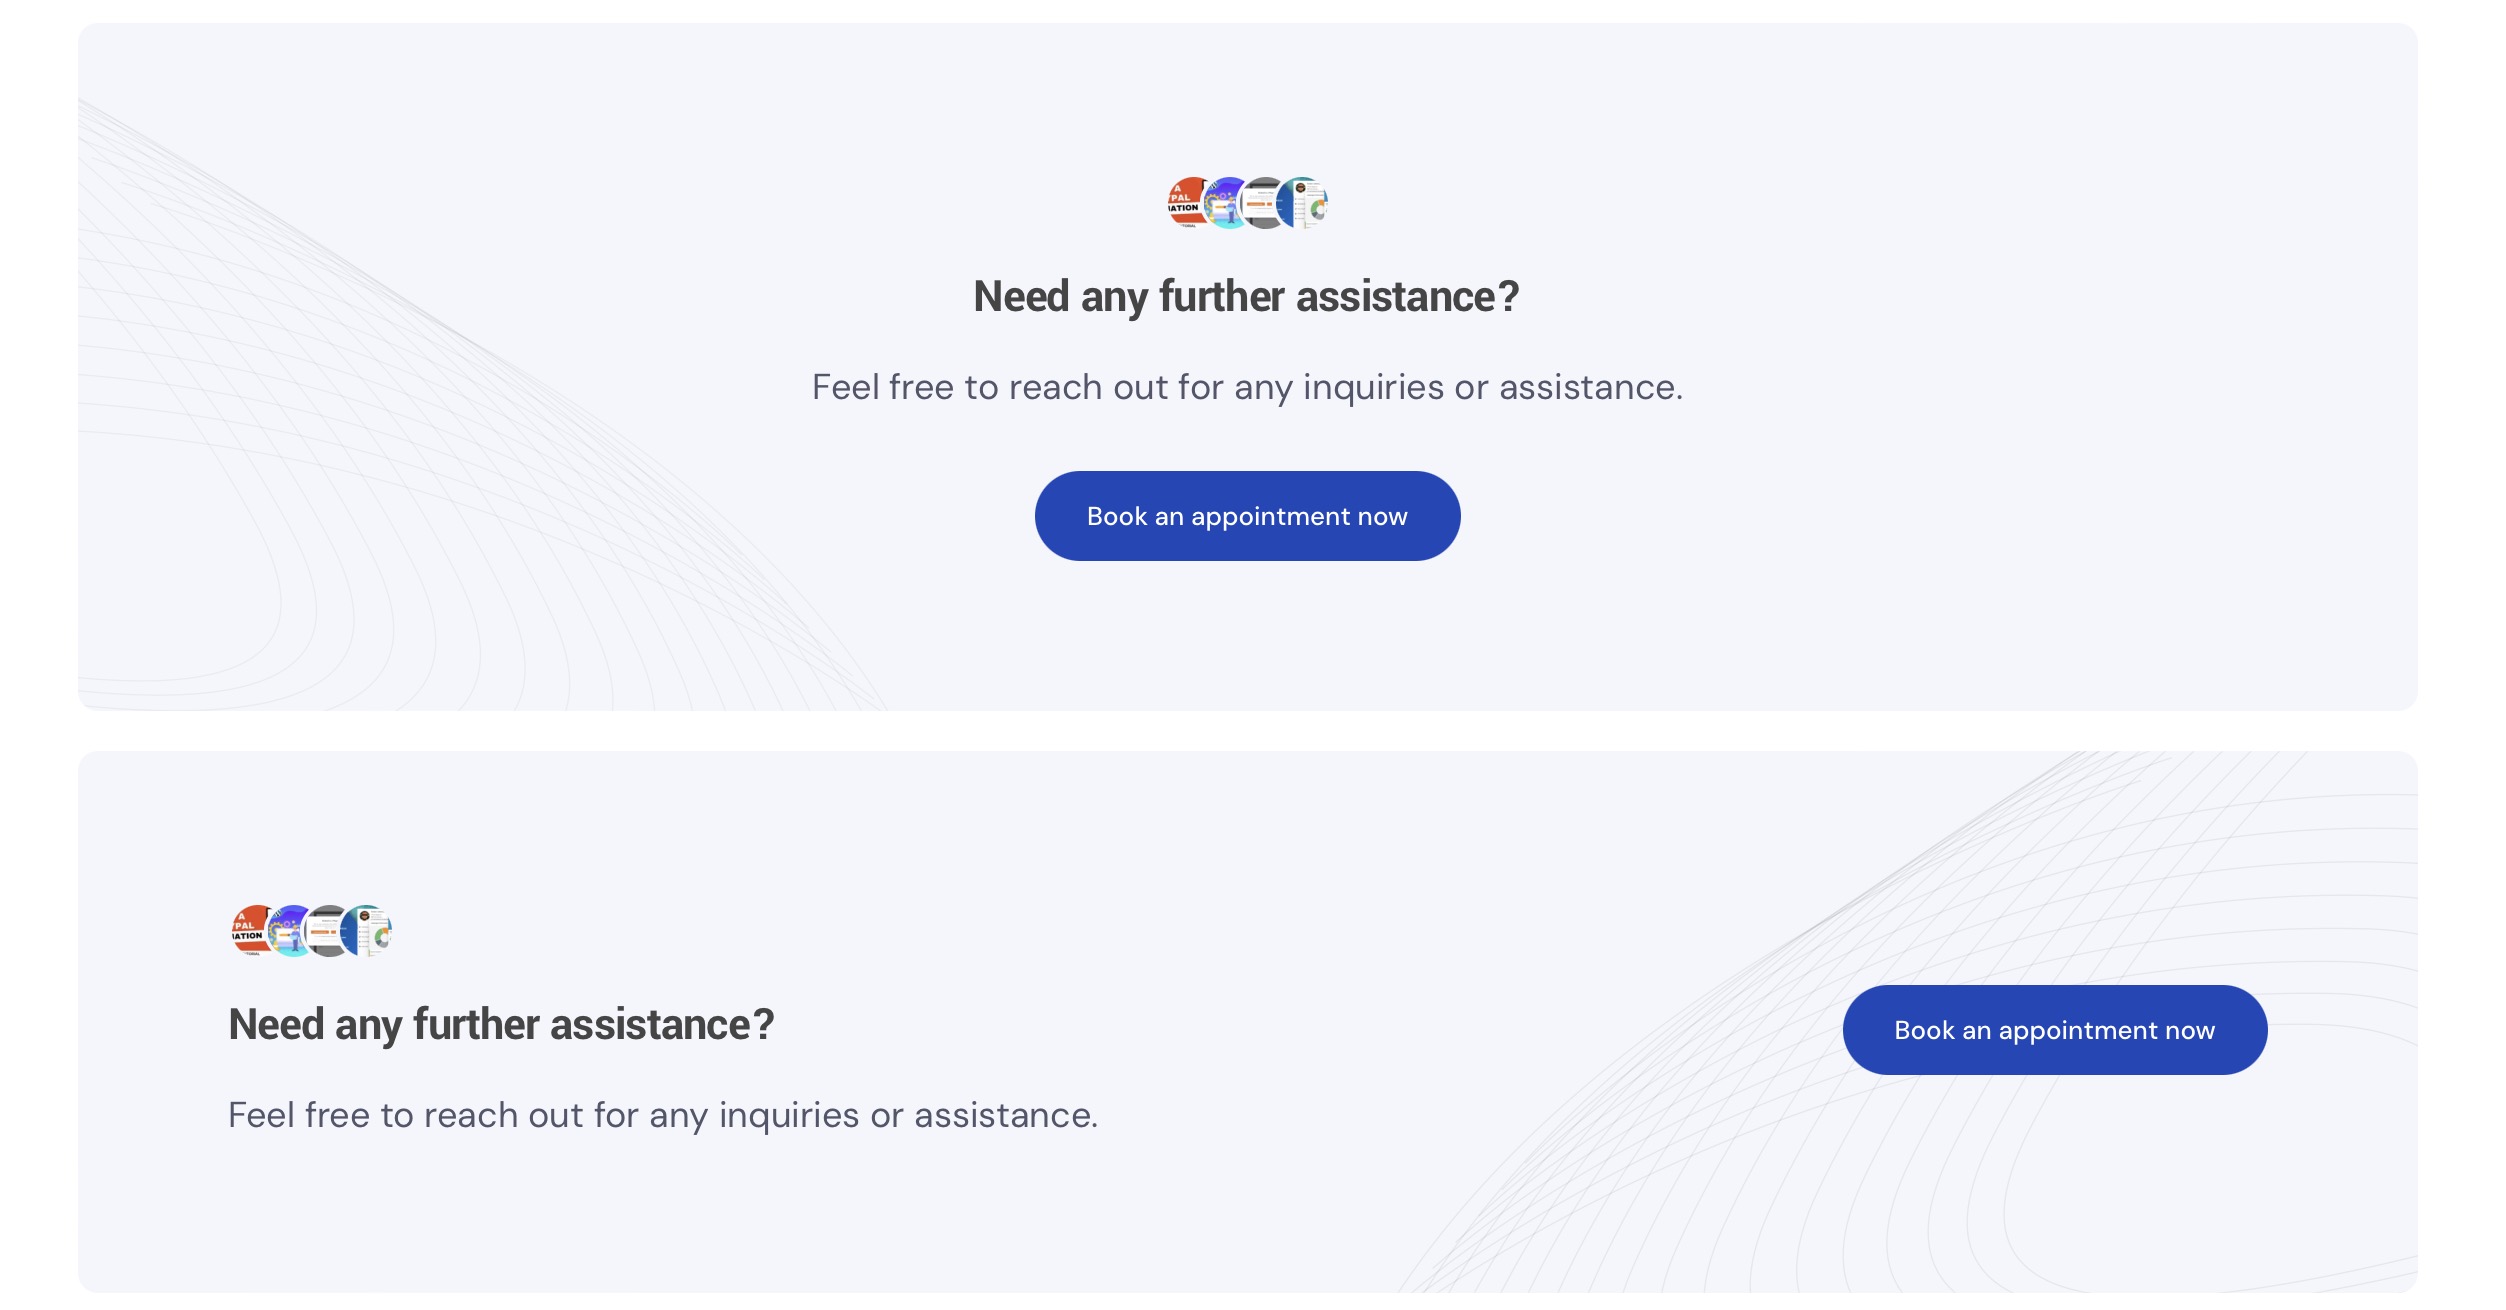 A
PAL
ATION
Need any further assistance?
Feel free to reach out for any inquiries or assistance.
Book an appointment now
A
PAL
ATION
Need any further assistance?
Book an appointment now
Feel free to reach out for any inquiries or assistance.